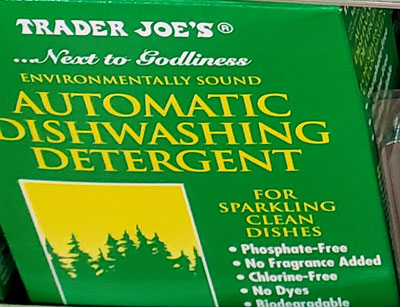 TRADER JOE'S®
...Next to Godliness
ENVIRONMENTALLY SOUND
AUTOMATIC
DISHWASHING
DETERGENT
FOR
SPARKLING
CLEAN
DISHES
• Phosphate-Free
• No Fragrance Added
• Chlorine-Free
• No Dyes
• Biodegradable